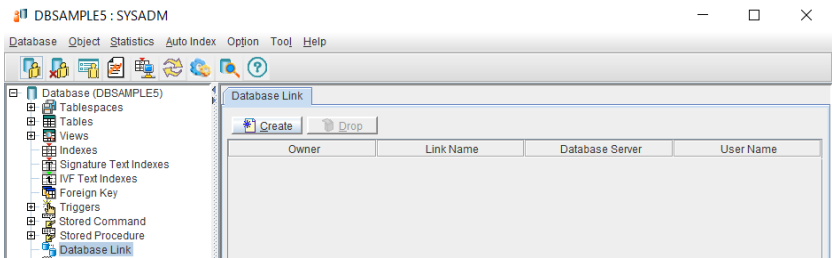 DBSAMPLE5 : SYSADM
Database Object Statistics Auto Index Option Tool Help
Database (DBSAMPLE5)
Tablespaces
Tables
Views
Indexes
Signature Text Indexes
IVF Text Indexes
Foreign Key
Triggers
Stored Command
Stored Procedure
Database Link
Database Link
Create Drop
Owner Link Name Database Server User Name